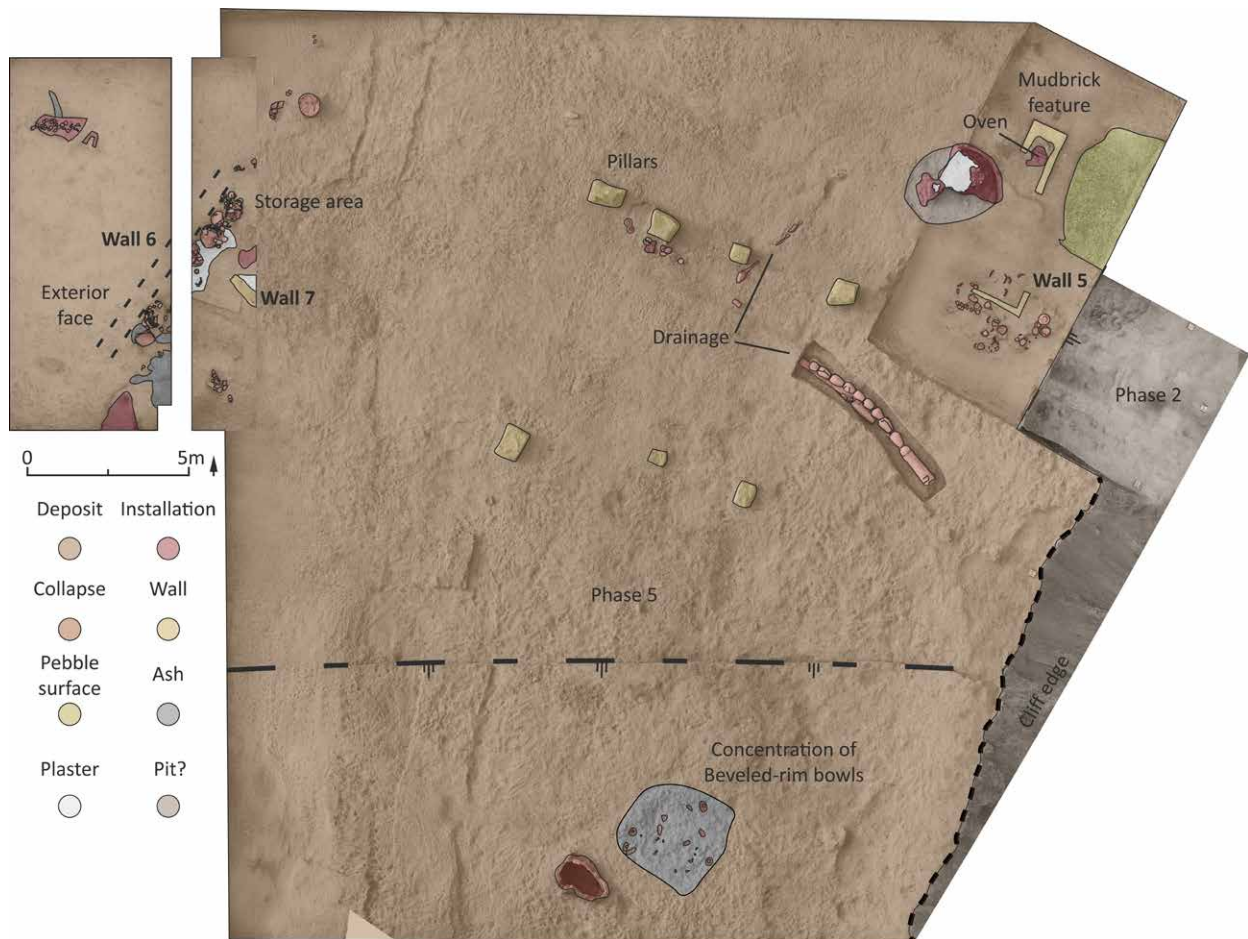 Mudbrick
feature
Oven
Pillars
Storage area
Wall 6
Exterior
face
Wall 7
Wall 5
Drainage
Phase 2
0 5m
Deposit Installation
Collapse Wall
Pebble
surface
Ash
Plaster Pit?
Phase 5
Cliff edge
Concentration of
Beveled-rim bowls